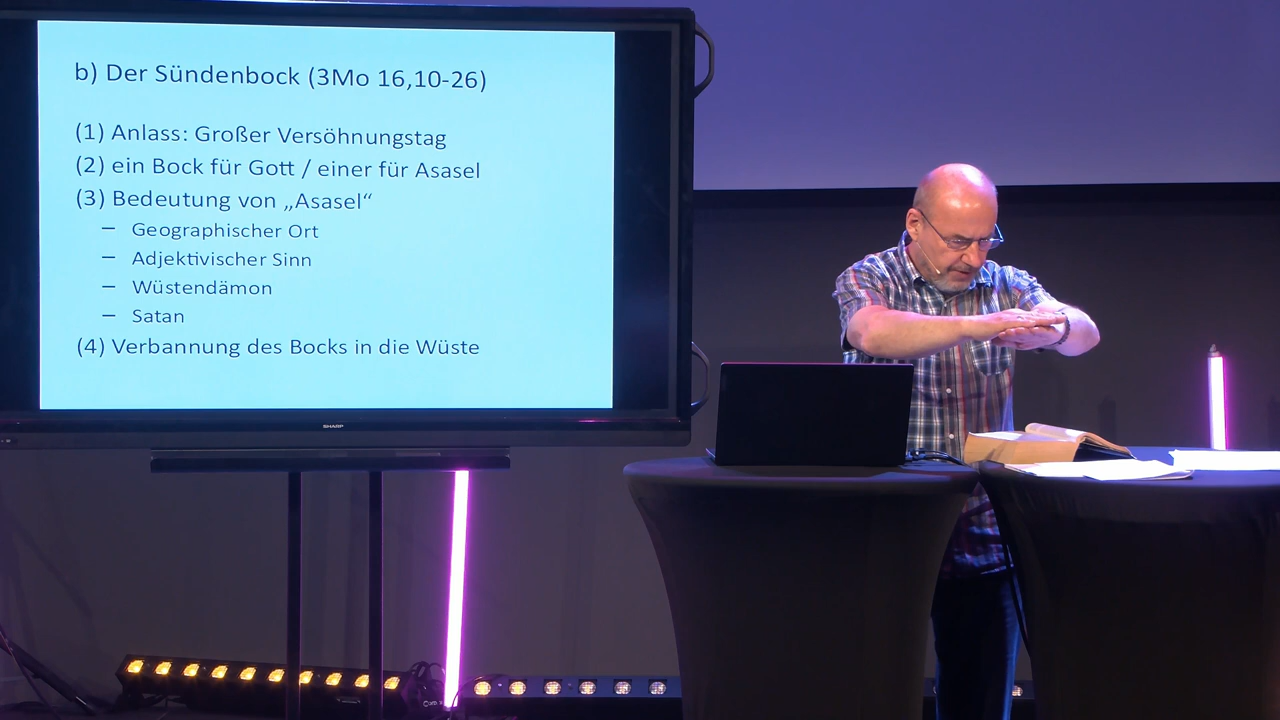 b) Der Sündenbock (3Mo 16,10-26)
(1) Anlass: Großer Versöhnungstag
(2) ein Bock für Gott / einer für Asasel
(3) Bedeutung von „Asasel“
– Geographischer Ort
– Adjektivischer Sinn
– Wüstendämon
– Satan
(4) Verbannung des Bocks in die Wüste
SHARP